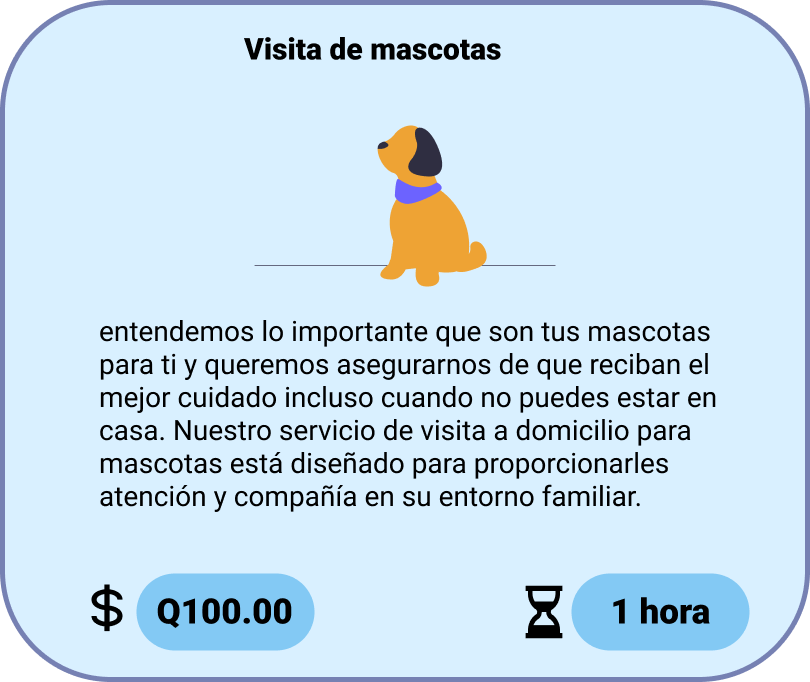 Visita de mascotas
entendemos lo importante que son tus mascotas
para ti y queremos asegurarnos de que reciban el
mejor cuidado incluso cuando no puedes estar en
casa. Nuestro servicio de visita a domicilio para
mascotas está diseñado para proporcionarles
atención y compañía en su entorno familiar.
$ Q100.00 1 hora